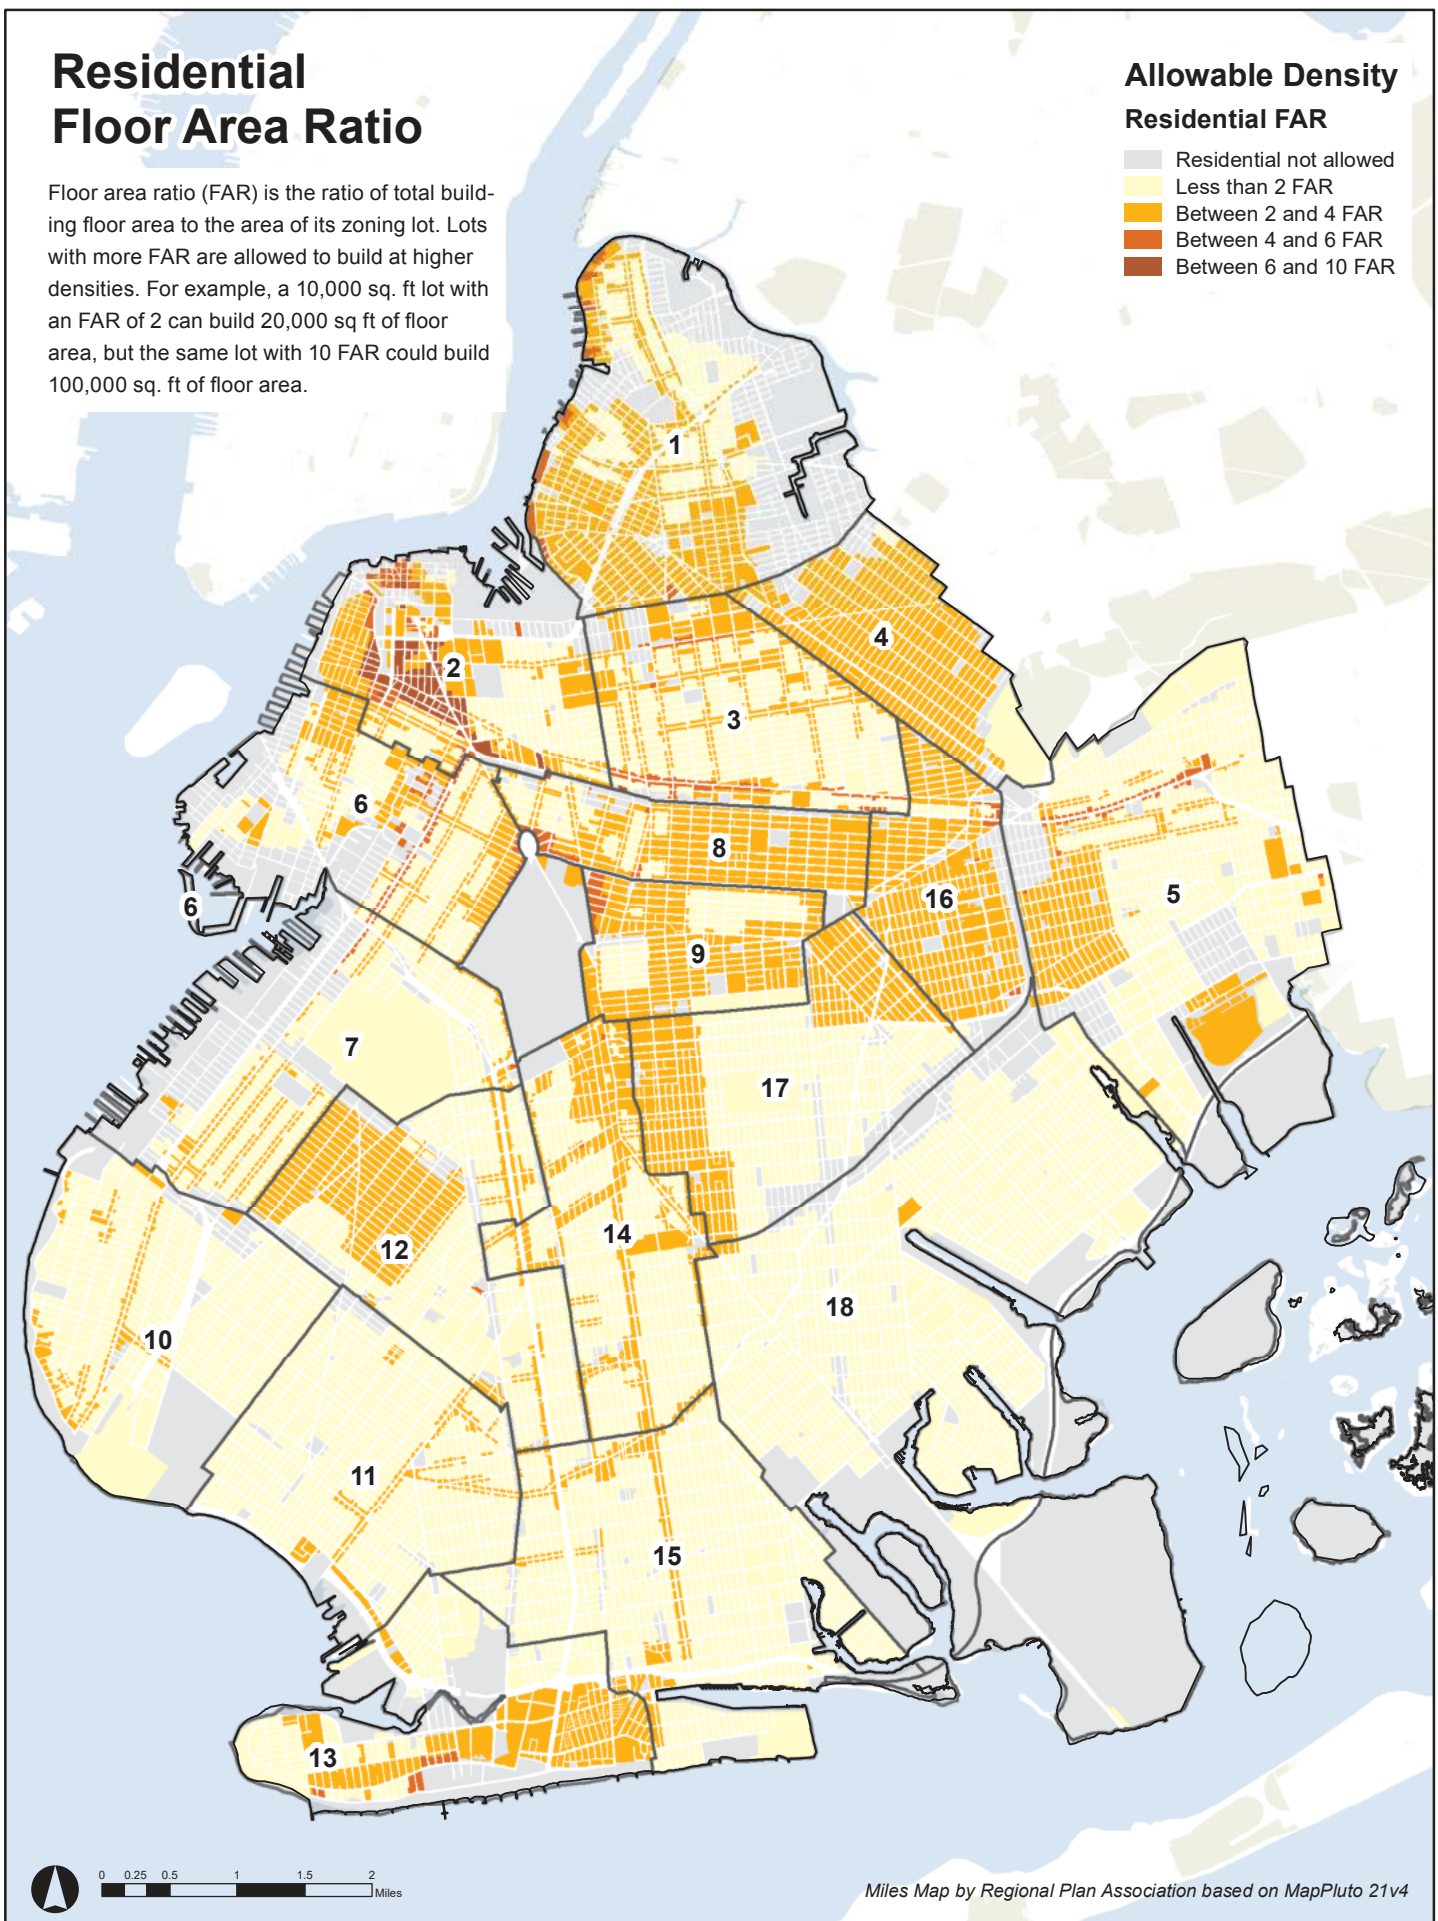 Residential
Floor Area Ratio
Floor area ratio (FAR) is the ratio of total build-
ing floor area to the area of its zoning lot. Lots
with more FAR are allowed to build at higher
densities. For example, a 10,000 sq. ft lot with
an FAR of 2 can build 20,000 sq ft of floor
area, but the same lot with 10 FAR could build
100,000 sq. ft of floor area.
Allowable Density
Residential FAR
Residential not allowed
Less than 2 FAR
Between 2 and 4 FAR
Between 4 and 6 FAR
Between 6 and 10 FAR
1
4
2
3
6
8
5
16
6
9
7
17
14
12
18
10
11
15
13
0 0.25 0.5 1 1.5 2
Miles
Miles Map by Regional Plan Association based on MapPluto 21v4